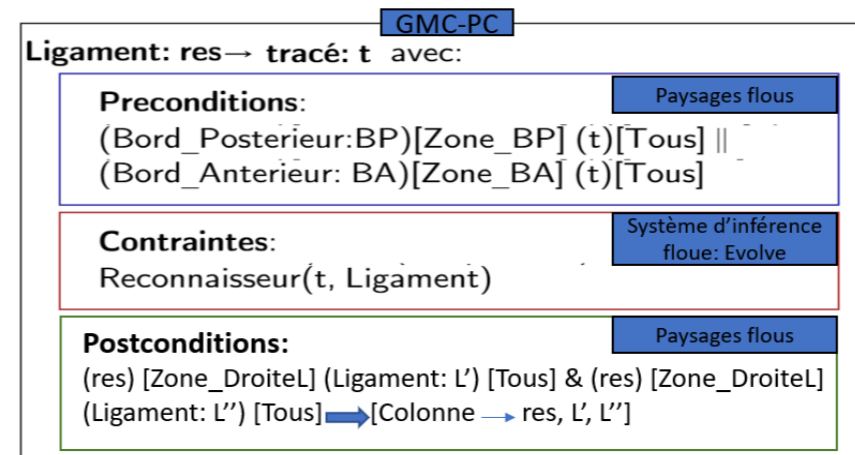 GMC-PC
Ligament: res→ tracé: t avec:
Preconditions:
Paysages flous
(Bord_Posterieur:BP)[Zone_BP] (t)[Tous] ||
(Bord_Anterieur: BA)[Zone_BA] (t)[Tous]
Contraintes:
Système d'inférence
floue: Evolve
Reconnaisseur(t, Ligament)
Postconditions:
Paysages flous
(res) [Zone_DroiteL] (Ligament: L') [Tous] & (res) [Zone_DroiteL]
(Ligament: L'') [Tous]➡[Colonne → res, L', L'']